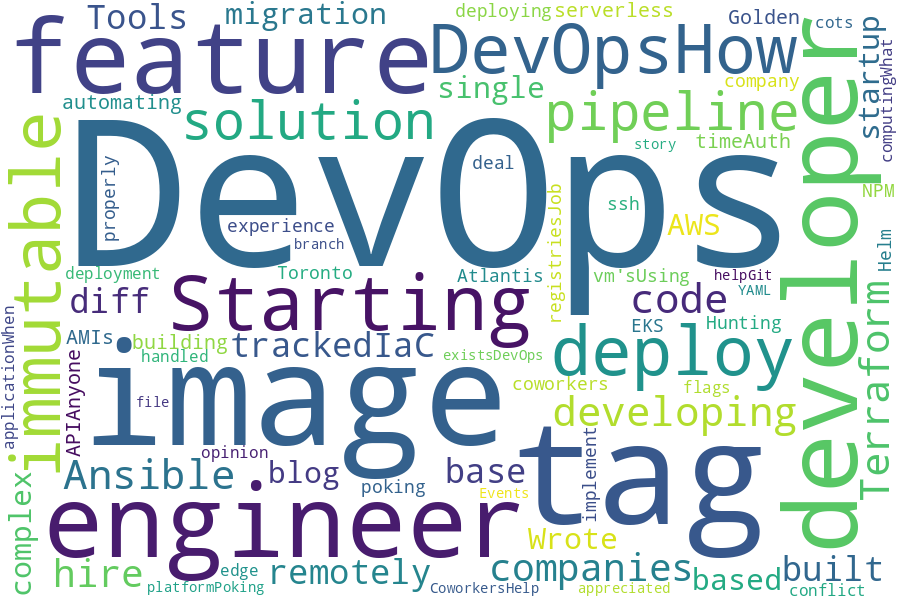 Tools
migration
deploying
serverless
Golden
cots
feature
DevOpsHow
startup
computingWhat
automating
single
company
solution
pipeline
developer
immutable
DevOps
properly
deal
story
timeAuth
NPM
experience
branch
ssh
AWS
registriesJob
Helm
deployment
Toronto
Atlantis
vm'sUsing
helpGit
YAML
diff
Starting
code
Terraform
applicationWhen
AMIs
building
trackedIaC
EKS
Hunting
handled
existsDevOps
deploy
APIAnyone
image
coworkers
flags
file
developing
tag
opinion
Ansible
blog
poking
base
Events
implement
complex
engineer
Wrote
hire
edge
remotely
companies
based
built
platformPoking
CoworkersHelp
appreciated
conflict